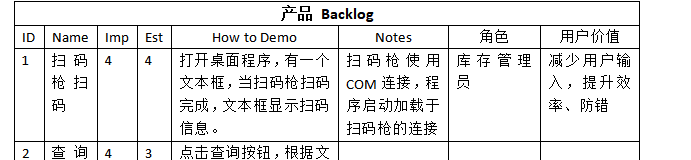 产品 Backlog
ID Name Imp Est How to Demo Notes 角色 用户价值
1 扫码 4 4 打开桌面程序，有一个 扫码枪使用 库存管理 减少用户输
枪扫 文本框，当扫码枪扫码 COM 连接，程 员 入，提升效
码 完成，文本框显示扫码 序启动加载于 率、防错
信息。 扫码枪的连接
2 查询 4 3 点击查询按钮，根据文